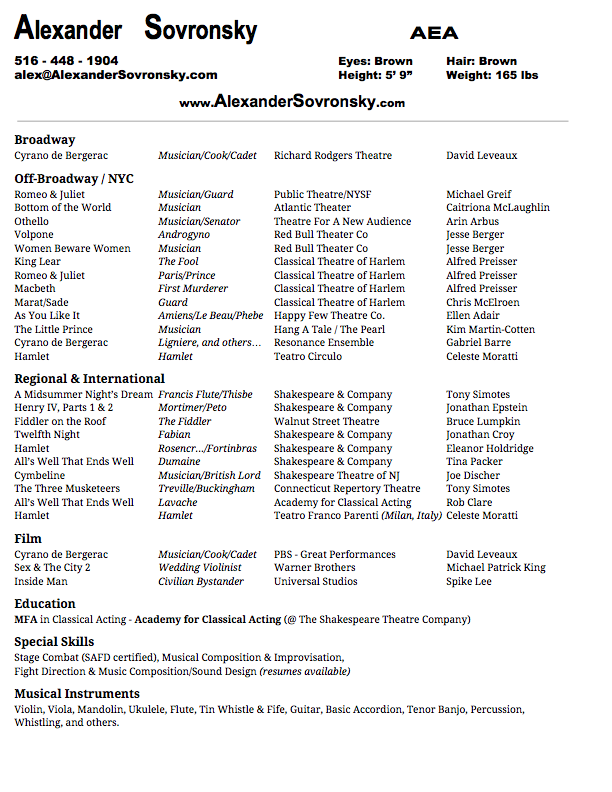 Alexander Sovronsky AEA
516 - 448 - 1904 Eyes: Brown Hair: Brown
alex@AlexanderSovronsky.com Height: 5’ 9” Weight: 165 lbs
www.AlexanderSovronsky.com
Broadway
Cyrano de Bergerac Musician/Cook/Cadet Richard Rodgers Theatre David Leveaux
Off-Broadway / NYC
Romeo & Juliet Musician/Guard Public Theatre/NYSF Michael Greif
Bottom of the World Musician Atlantic Theater Caitriona McLaughlin
Othello Musician/Senator Theatre For A New Audience Arin Arbus
Volpone Androgyno Red Bull Theater Co Jesse Berger
Women Beware Women Musician Red Bull Theater Co Jesse Berger
King Lear The Fool Classical Theatre of Harlem Alfred Preisser
Romeo & Juliet Paris/Prince Classical Theatre of Harlem Alfred Preisser
Macbeth First Murderer Classical Theatre of Harlem Alfred Preisser
Marat/Sade Guard Classical Theatre of Harlem Chris McElroen
As You Like It Amiens/Le Beau/Phebe Happy Few Theatre Co. Ellen Adair
The Little Prince Musician Hang A Tale / The Pearl Kim Martin-Cotten
Cyrano de Bergerac Ligniere, and others… Resonance Ensemble Gabriel Barre
Hamlet Hamlet Teatro Circulo Celeste Moratti
Regional & International
A Midsummer Night's Dream Francis Flute/Thisbe Shakespeare & Company Tony Simotes
Henry IV, Parts 1 & 2 Mortimer/Peto Shakespeare & Company Jonathan Epstein
Fiddler on the Roof The Fiddler Walnut Street Theatre Bruce Lumpkin
Twelfth Night Fabian Shakespeare & Company Jonathan Croy
Hamlet Rosencr.../Fortinbras Shakespeare & Company Eleanor Holdridge
All's Well That Ends Well Dumaine Shakespeare & Company Tina Packer
Cymbeline Musician/British Lord Shakespeare Theatre of NJ Joe Discher
The Three Musketeers Treville/Buckingham Connecticut Repertory Theatre Tony Simotes
All's Well That Ends Well Lavache Academy for Classical Acting Rob Clare
Hamlet Hamlet Teatro Franco Parenti (Milan, Italy) Celeste Moratti
Film
Cyrano de Bergerac Musician/Cook/Cadet PBS - Great Performances David Leveaux
Sex & The City 2 Wedding Violinist Warner Brothers Michael Patrick King
Inside Man Civilian Bystander Universal Studios Spike Lee
Education
MFA in Classical Acting - Academy for Classical Acting (@ The Shakespeare Theatre Company)
Special Skills
Stage Combat (SAFD certified), Musical Composition & Improvisation,
Fight Direction & Music Composition/Sound Design (resumes available)
Musical Instruments
Violin, Viola, Mandolin, Ukulele, Flute, Tin Whistle & Fife, Guitar, Basic Accordion, Tenor Banjo, Percussion,
Whistling, and others.